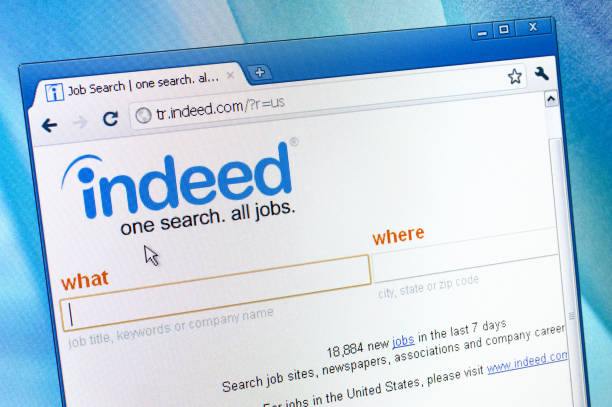 Job Search | one search. al...
tr.indeed.com/?r=us
indeed®
one search. all jobs.
what
where
job title, keywords or company name
city, state or zip code
18,884 new jobs in the last 7 days
Search job sites, newspapers, associations and company career
For jobs in the United States, please visit www.indeed.com